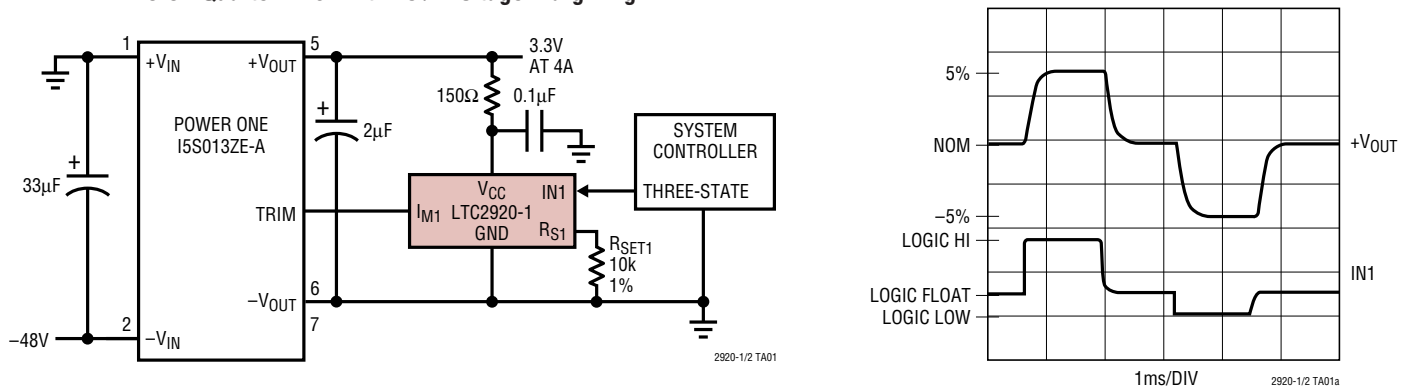 1
+VIN
5
+VOUT
3.3V
AT 4A
150Ω
0.1µF
POWER ONE
I5S013ZE-A
+
2µF
SYSTEM
CONTROLLER
THREE-STATE
+
33µF
VCC
IN1
IM1
LTC2920-1
GND
RS1
TRIM
RSET1
10k
1%
6
–VOUT
7
2
–48V
–VIN
2920-1/2 TA01
5%
NOM
+VOUT
–5%
LOGIC HI
IN1
LOGIC FLOAT
LOGIC LOW
1ms/DIV
2920-1/2 TA01a